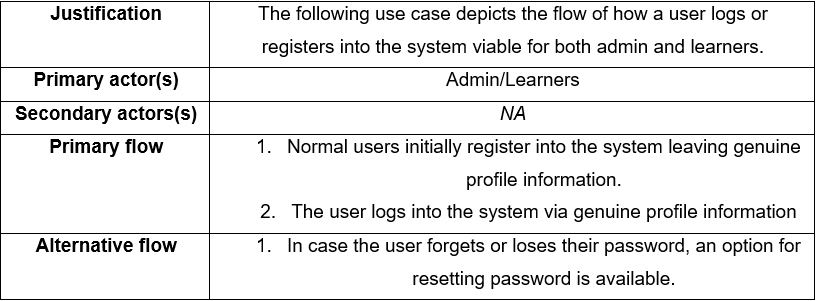 Justification
The following use case depicts the flow of how a user logs or
registers into the system viable for both admin and learners.
Primary actor(s)
Admin/Learners
Secondary actors(s)
NA
Primary flow
1. Normal users initially register into the system leaving genuine
profile information.
2. The user logs into the system via genuine profile information
Alternative flow
1. In case the user forgets or loses their password, an option for
resetting password is available.